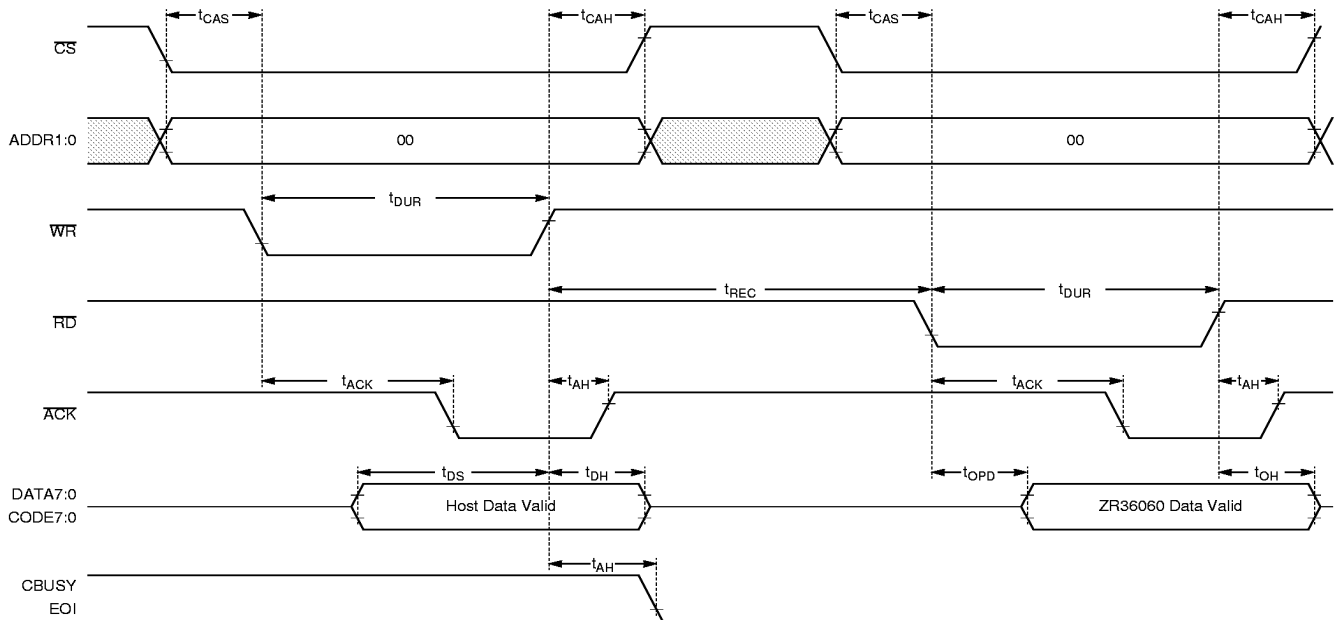 tCAS tCAH tCAS tCAH
CS
ADDR1:0 00 00
tDUR
WR
tREC tDUR
RD
tACK tAH tACK tAH
ACK
tDS tDH tOPD tOH
DATA7:0
CODE7:0
Host Data Valid ZR36060 Data Valid
tAH
CBUSY
EOI